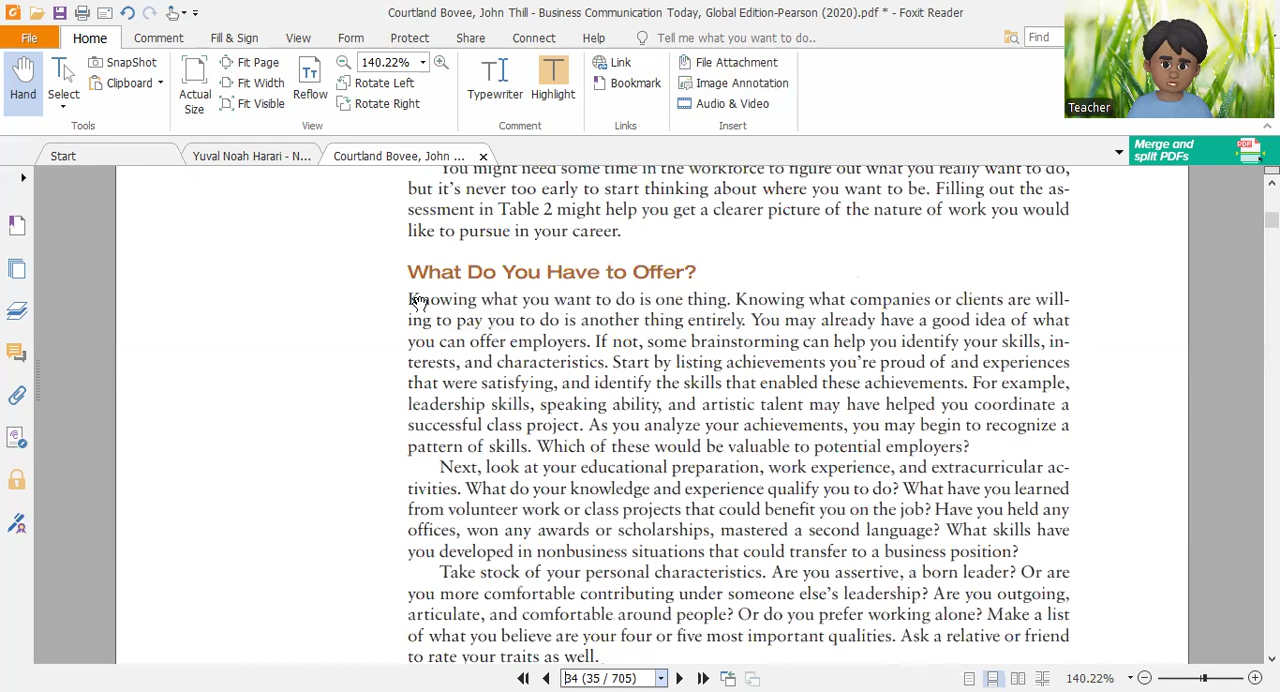 Courtland Bovee, John Thill - Business Communication Today, Global Edition-Pearson (2020).pdf * - Foxit Reader
File Home Comment Fill & Sign View Form Protect Share Connect Help Tell me what you want to do.. Find
Hand Select SnapShot Clipboard
Tools
Actual Size Fit Page Fit Width Fit Visible Reflow 140.22% Rotate Left Rotate Right
View
Typewriter Highlight
Comment
Link Bookmark
Links
File Attachment Image Annotation Audio & Video
Insert
Teacher
Start Yuval Noah Harari - N... Courtland Bovee, John ...
Merge and
split PDFs
PDF
You might need some time in the workforce to figure out what you really want to do,
but it's never too early to start thinking about where you want to be. Filling out the as-
sessment in Table 2 might help you get a clearer picture of the nature of work you would
like to pursue in your career.
What Do You Have to Offer?
Knowing what you want to do is one thing. Knowing what companies or clients are will-
ing to pay you to do is another thing entirely. You may already have a good idea of what
you can offer employers. If not, some brainstorming can help you identify your skills, in-
terests, and characteristics. Start by listing achievements you're proud of and experiences
that were satisfying, and identify the skills that enabled these achievements. For example,
leadership skills, speaking ability, and artistic talent may have helped you coordinate a
successful class project. As you analyze your achievements, you may begin to recognize a
pattern of skills. Which of these would be valuable to potential employers?
Next, look at your educational preparation, work experience, and extracurricular ac-
tivities. What do your knowledge and experience qualify you to do? What have you learned
from volunteer work or class projects that could benefit you on the job? Have you held any
offices, won any awards or scholarships, mastered a second language? What skills have
you developed in nonbusiness situations that could transfer to a business position?
Take stock of your personal characteristics. Are you assertive, a born leader? Or are
you more comfortable contributing under someone else's leadership? Are you outgoing,
articulate, and comfortable around people? Or do you prefer working alone? Make a list
of what you believe are your four or five most important qualities. Ask a relative or friend
to rate your traits as well.
34 (35 / 705) 140.22%